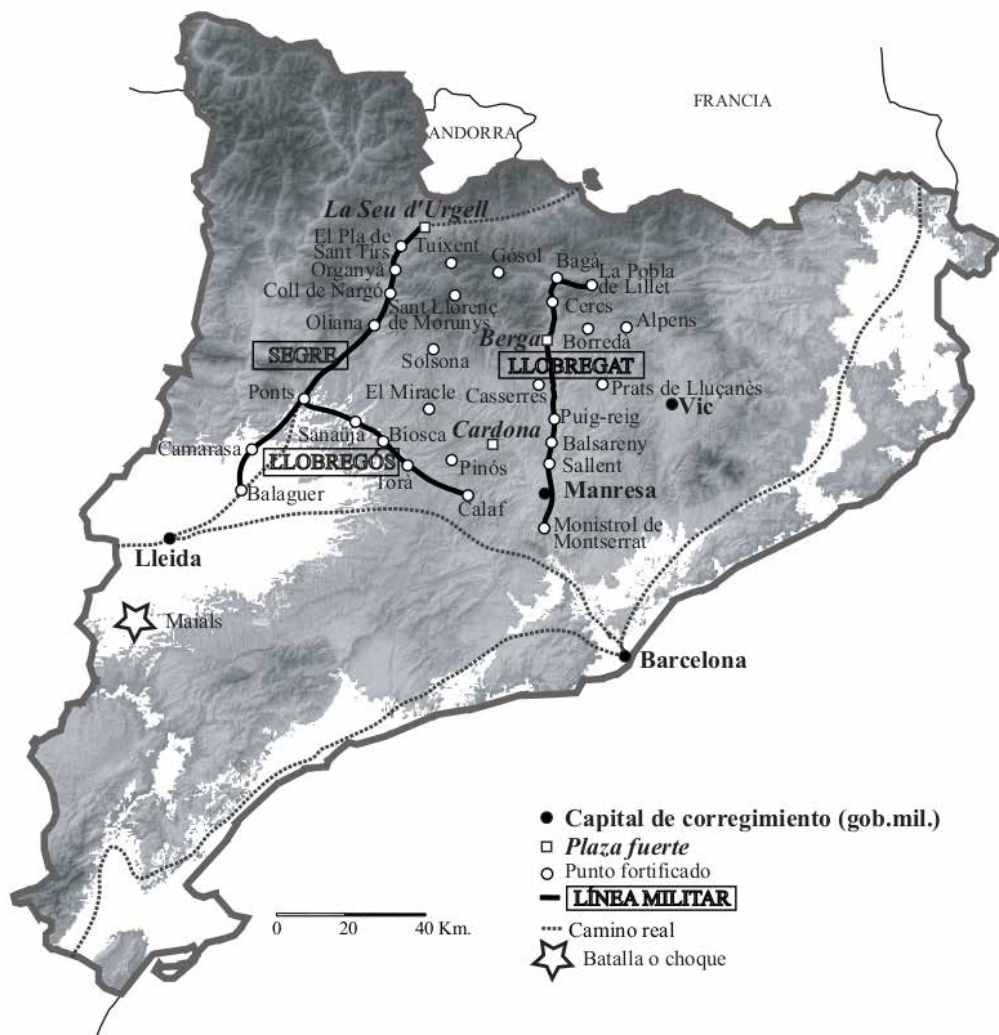 FRANCIA
ANDORRA
La Seu d'Urgell
El Pla de
Sant Tirs
Tuixent
Organyà
Gósol
Bagà
La Pobla
de Lillet
Coll de Nargó
Sant Llorenç
de Morunys
Cercs
Oliana
Alpens
Borreda
Berga
SEGRE
Solsona
LLOBREGAT
Ponts
El Miracle
Casserres
Prats de Lluçanès
Vic
Puig-reig
Sanaüja
Biosca
Cardona
Camarasa
Balsareny
LLOBREGÓS
Pinós
Sallent
Torà
Balaguer
Calaf
Manresa
Monistrol de
Montserrat
Lleida
Maials
Barcelona
Capital de corregimiento (gob.mil.)
Plaza fuerte
Punto fortificado
LÍNEA MILITAR
Camino real
Batalla o choque
0 20 40 Km.